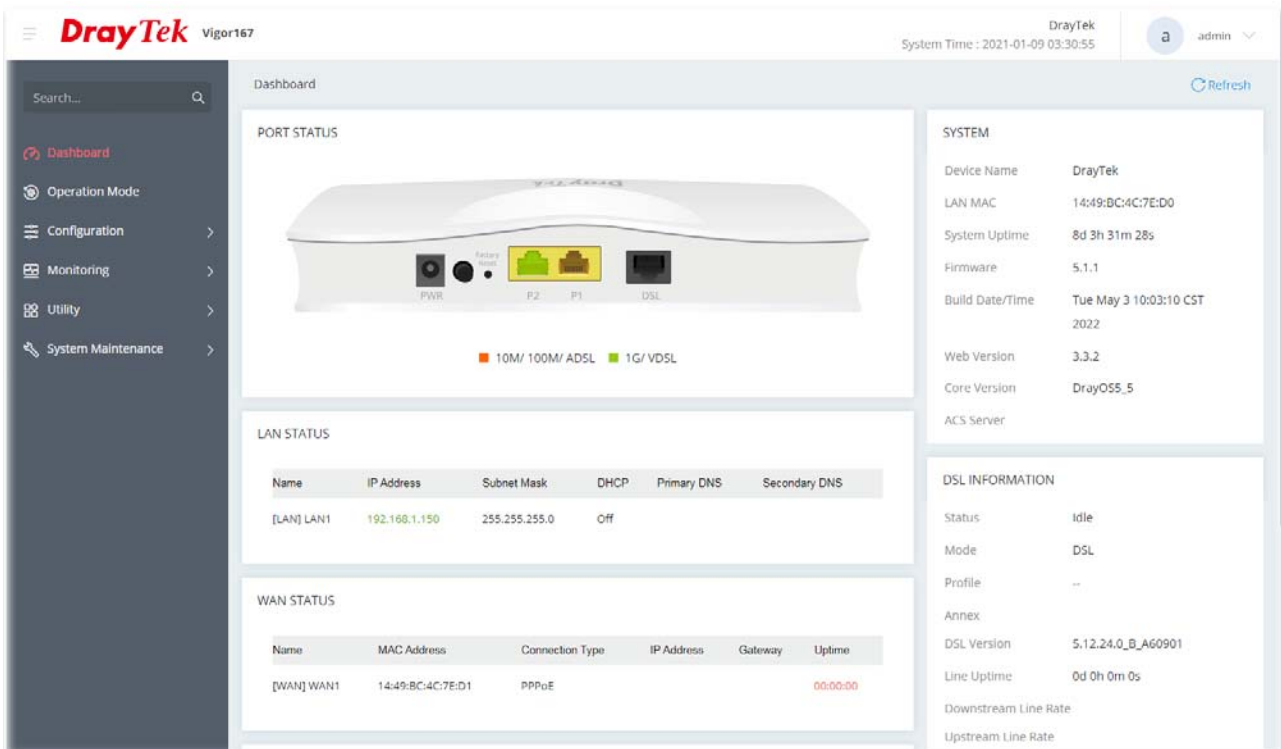 DrayTek Vigor167
DrayTek
System Time : 2021-01-09 03:30:55
a admin
Search...
Dashboard
Operation Mode
Configuration
Monitoring
Utility
System Maintenance
Dashboard
Refresh
PORT STATUS
DrayTek
Factory Reset
PWR P2 P1 DSL
10M/ 100M/ ADSL 1G/ VDSL
LAN STATUS
Name IP Address Subnet Mask DHCP Primary DNS Secondary DNS
[LAN] LAN1 192.168.1.150 255.255.255.0 Off
WAN STATUS
Name MAC Address Connection Type IP Address Gateway Uptime
[WAN] WAN1 14:49:BC:4C:7E:D1 PPPoE 00:00:00
SYSTEM
Device Name DrayTek
LAN MAC 14:49:BC:4C:7E:D0
System Uptime 8d 3h 31m 28s
Firmware 5.1.1
Build Date/Time Tue May 3 10:03:10 CST
2022
Web Version 3.3.2
Core Version DrayOS5_5
ACS Server
DSL INFORMATION
Status Idle
Mode DSL
Profile --
Annex
DSL Version 5.12.24.0_B_A60901
Line Uptime 0d 0h 0m 0s
Downstream Line Rate
Upstream Line Rate